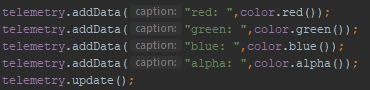 telemetry.addData( caption: "red: ",color.red());
telemetry.addData( caption: "green: ",color.green());
telemetry.addData( caption: "blue: ",color.blue());
telemetry.addData( caption: "alpha: ",color.alpha());
telemetry.update();